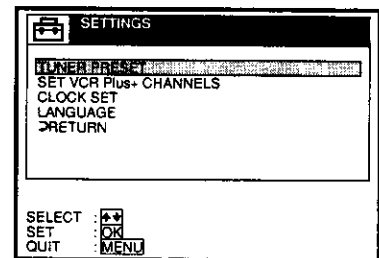 SETTINGS
TUNER PRESET
SET VCR Plus+ CHANNELS
CLOCK SET
LANGUAGE
RETURN
SELECT :
SET : OK
QUIT : MENU